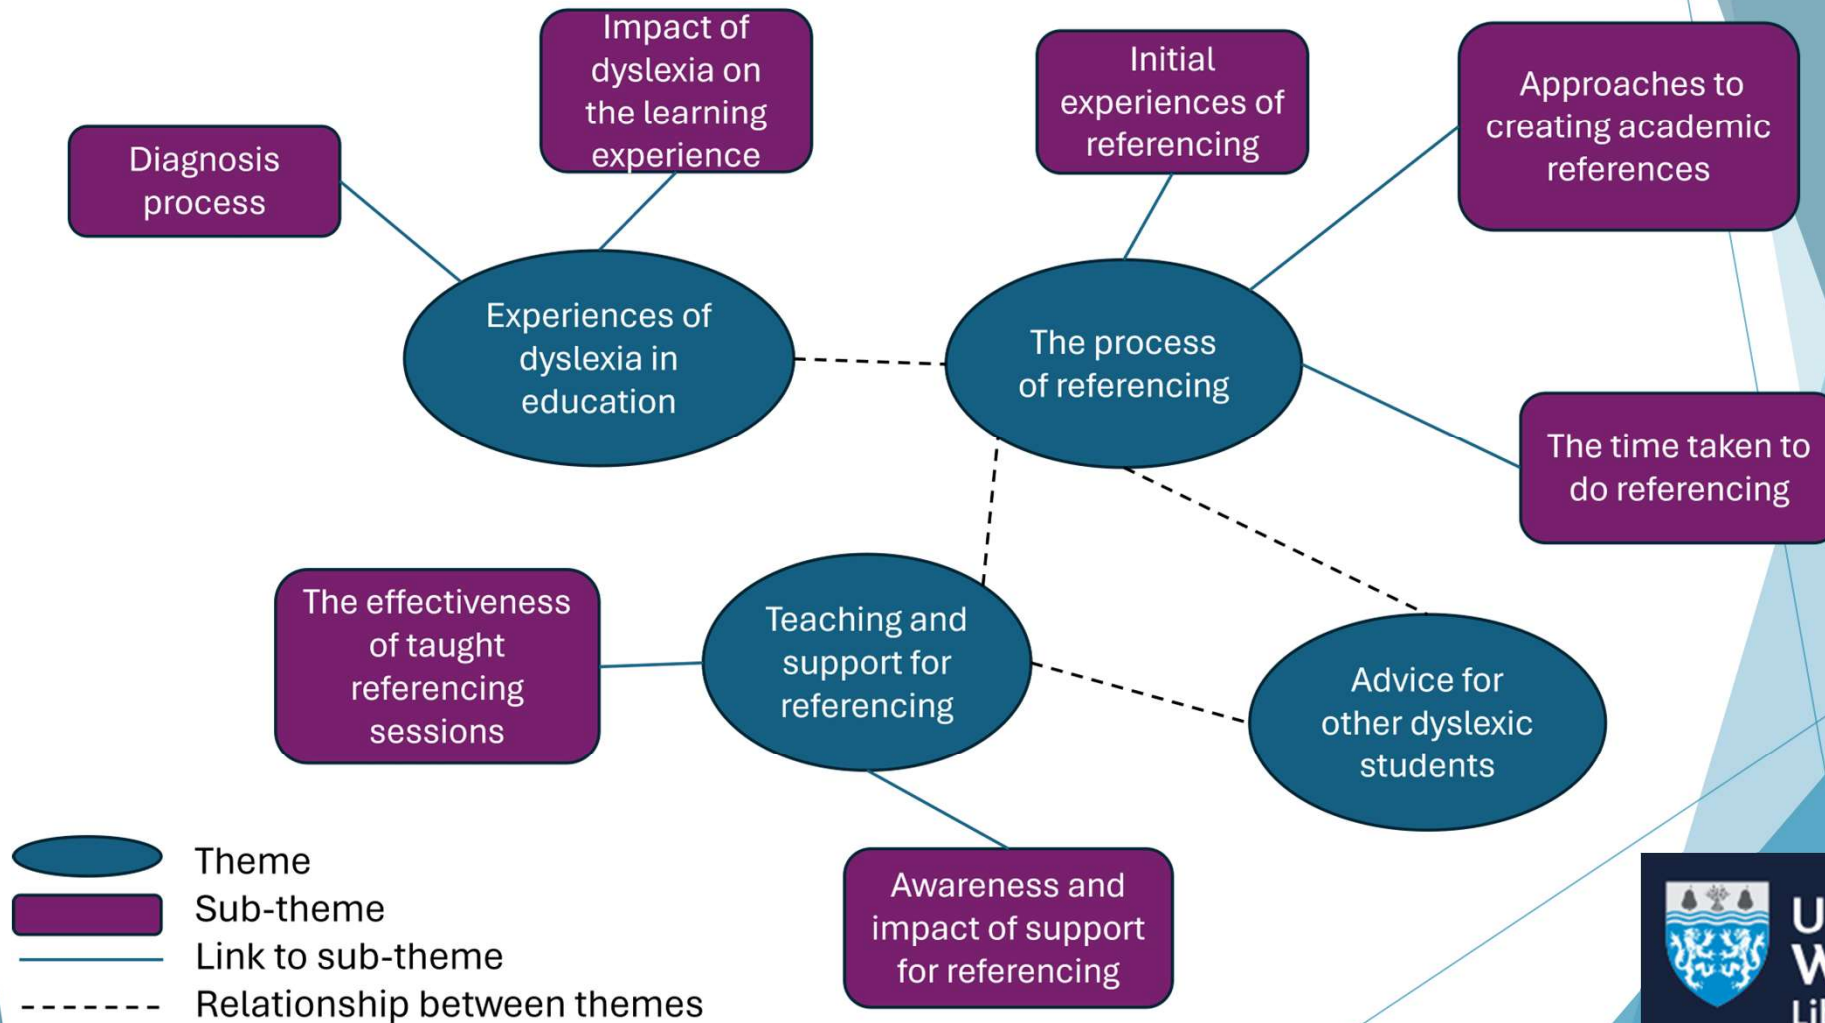 Impact of
dyslexia on
the learning
experience
Initial
experiences of
referencing
Approaches to
creating academic
references
Diagnosis
process
Experiences of
dyslexia in
education
The process
of referencing
The time taken to
do referencing
The effectiveness
of taught
referencing
sessions
Teaching and
support for
referencing
Advice for
other dyslexic
students
Awareness and
impact of support
for referencing
Theme
Sub-theme
Link to sub-theme
Relationship between themes